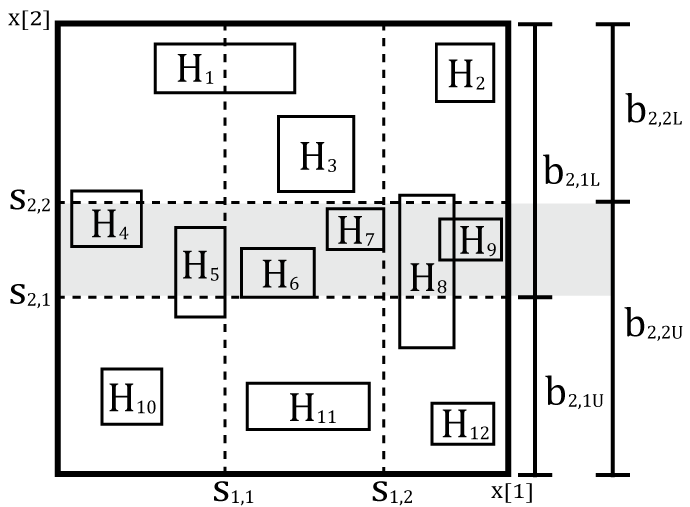 x[2]
H₁
H₂
b₂,₂L
H₃
b₂,₁L
s₂,₂
H₄
H₇
H₉
H₅
H₆
H₈
s₂,₁
b₂,₂U
H₁₀
H₁₁
b₂,₁U
H₁₂
s₁,₁
s₁,₂
x[1]